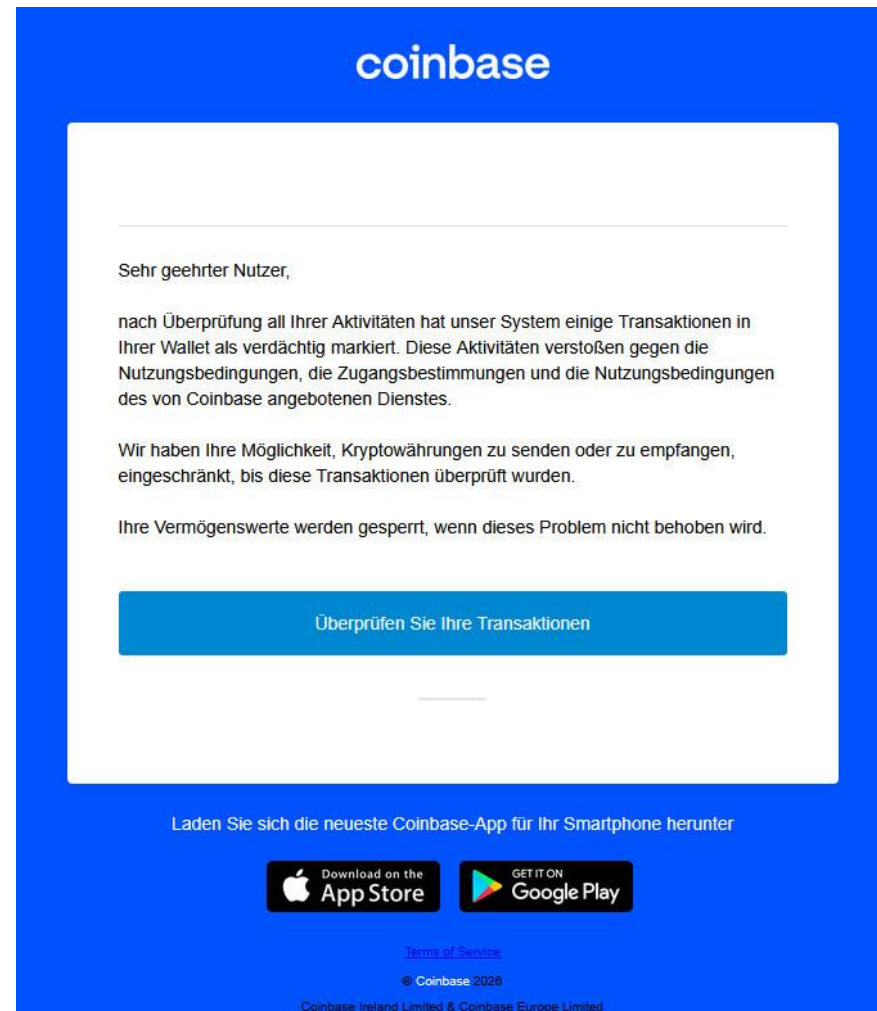 coinbase
Sehr geehrter Nutzer,
nach Überprüfung all Ihrer Aktivitäten hat unser System einige Transaktionen in
Ihrer Wallet als verdächtig markiert. Diese Aktivitäten verstoßen gegen die
Nutzungsbedingungen, die Zugangsbestimmungen und die Nutzungsbedingungen
des von Coinbase angebotenen Dienstes.
Wir haben Ihre Möglichkeit, Kryptowährungen zu senden oder zu empfangen,
eingeschränkt, bis diese Transaktionen überprüft wurden.
Ihre Vermögenswerte werden gesperrt, wenn dieses Problem nicht behoben wird.
Überprüfen Sie Ihre Transaktionen
Laden Sie sich die neueste Coinbase-App für Ihr Smartphone herunter
Download on the
App Store
GET IT ON
Google Play
Terms of Service
© Coinbase 2026
Coinbase Ireland Limited & Coinbase Europe Limited